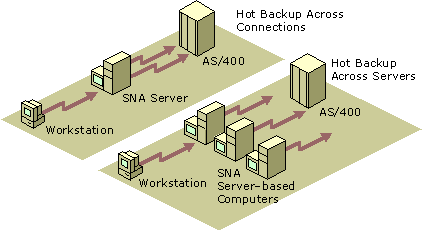 Hot Backup Across
Connections
AS/400
SNA Server
Workstation
Hot Backup
Across Servers
AS/400
Workstation
SNA
Server-based
Computers